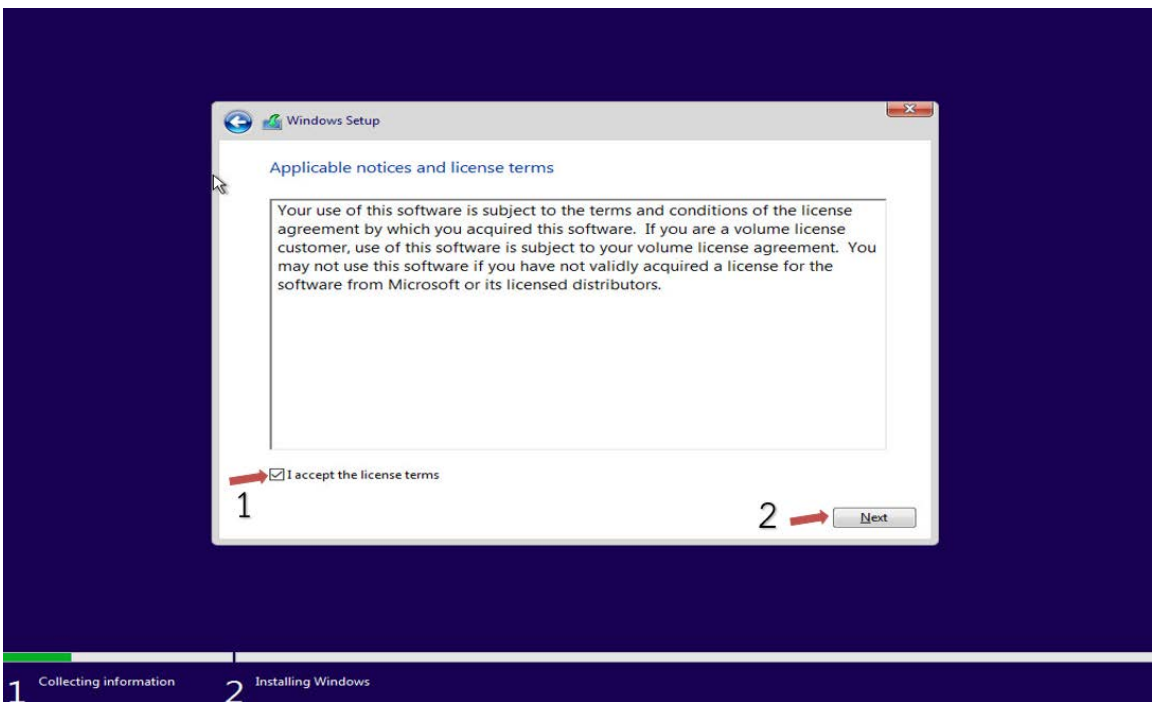 Windows Setup
Applicable notices and license terms
Your use of this software is subject to the terms and conditions of the license
agreement by which you acquired this software.  If you are a volume license
customer, use of this software is subject to your volume license agreement.  You
may not use this software if you have not validly acquired a license for the
software from Microsoft or its licensed distributors.
I accept the license terms
1
2 Next
1 Collecting information 2 Installing Windows